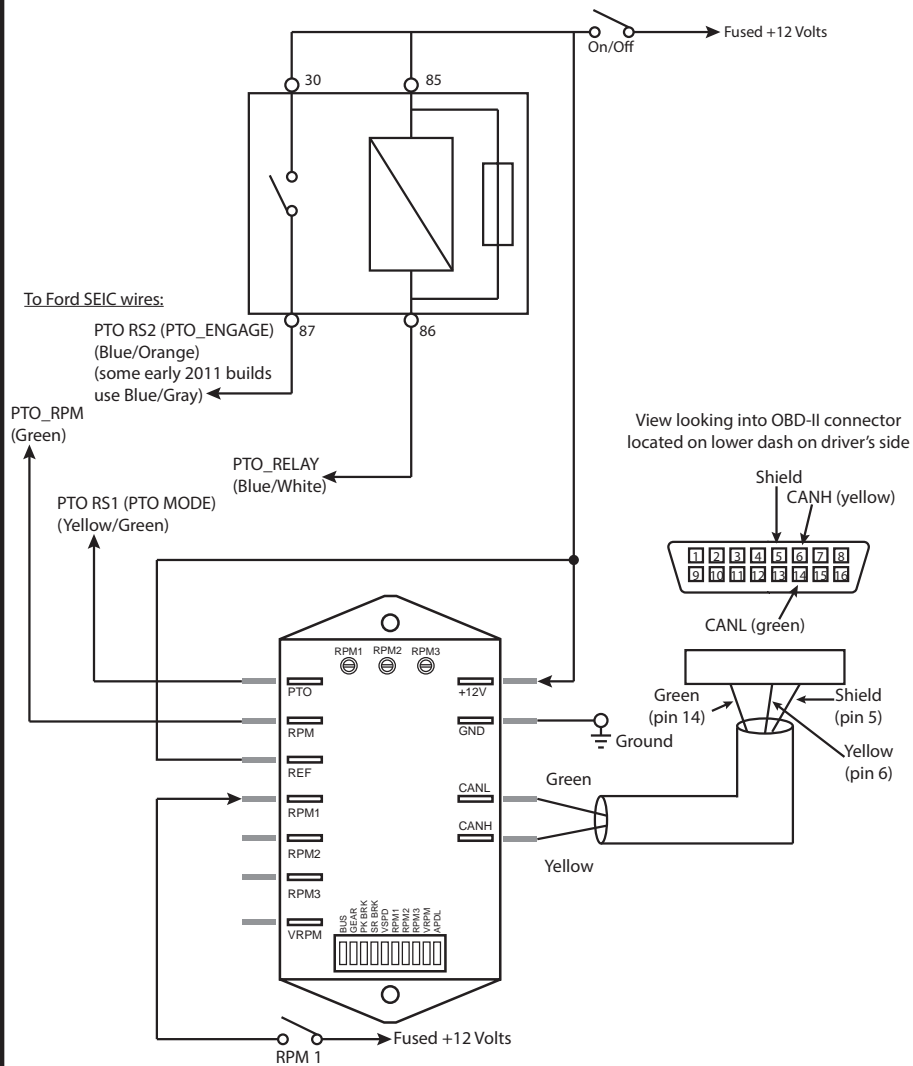 Fused +12 Volts
On/Off
30
85
To Ford SEIC wires:
87
86
PTO RS2 (PTO_ENGAGE)
(Blue/Orange)
(some early 2011 builds
use Blue/Gray)
PTO_RPM
(Green)
PTO_RELAY
(Blue/White)
PTO RS1 (PTO MODE)
(Yellow/Green)
View looking into OBD-II connector
located on lower dash on driver's side
Shield
CANH (yellow)
1 2 3 4 5 6 7 8
9 10 11 12 13 14 15 16
CANL (green)
RPM1 RPM2 RPM3
PTO
+12V
RPM
GND
Ground
REF
RPM1
CANL
RPM2
CANH
RPM3
VRPM
Green
Yellow
Green
(pin 14)
Shield
(pin 5)
Yellow
(pin 6)
BUS
GEAR
PK BRK
SR BRK
VSPD
RPM1
RPM2
RPM3
VRPM
APDL
Fused +12 Volts
RPM 1